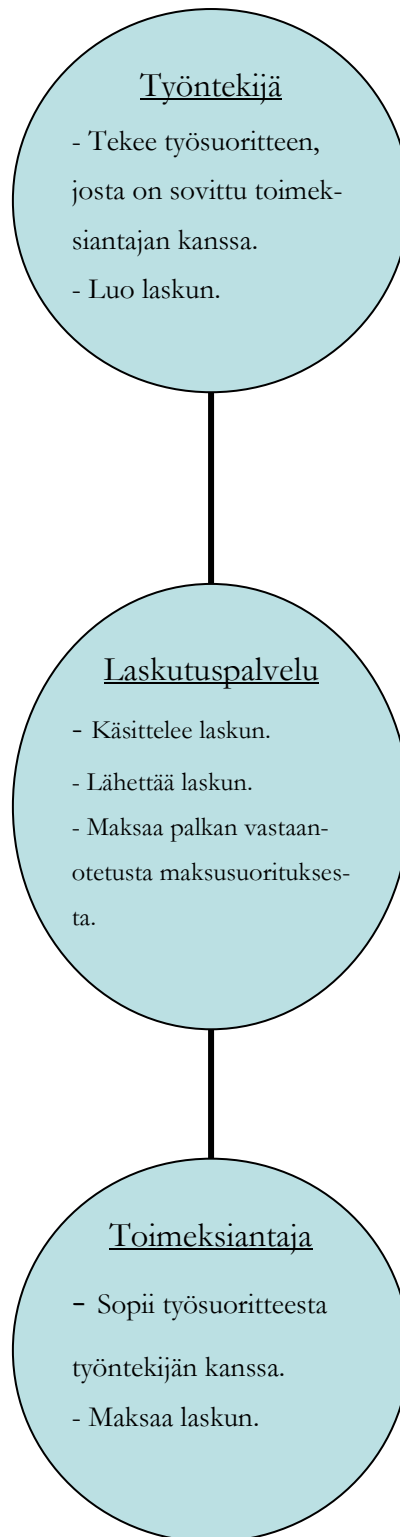 Työntekijä
- Tekee työsuoritteen,
josta on sovittu toimek-
siantajan kanssa.
- Luo laskun.
Laskutuspalvelu
- Käsittelee laskun.
- Lähettää laskun.
- Maksaa palkan vastaan-
otetusta maksusuorituksес-
ta.
Toimeksiantaja
- Sopii työsuoritteesta
työntekijän kanssa.
- Maksaa laskun.